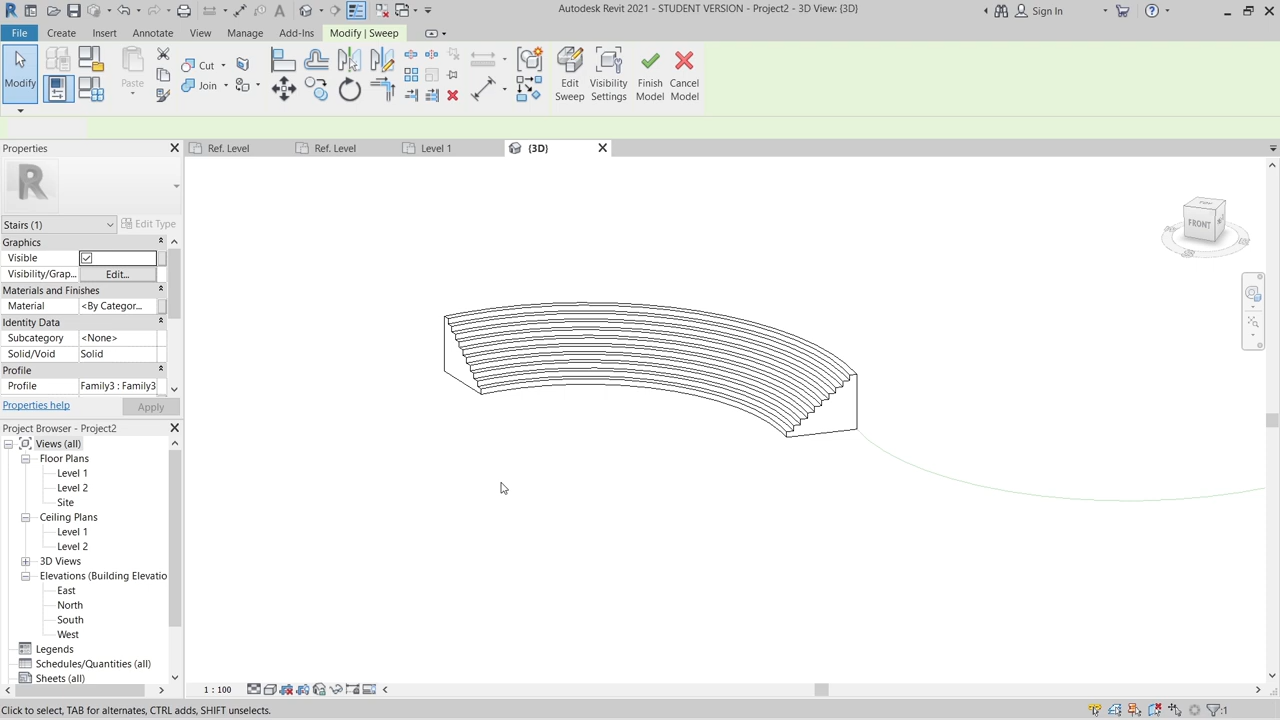 Autodesk Revit 2021 - STUDENT VERSION - Project2 - 3D View: {3D}
Sign In
File
Create
Insert
Annotate
View
Manage
Add-Ins
Modify | Sweep
Modify
Paste
Cut
Join
Edit Sweep
Visibility Settings
Finish Model
Cancel Model
Properties
Ref. Level
Ref. Level
Level 1
{3D}
Stairs (1)
Edit Type
Graphics
Visible
Visibility/Grap... Edit...
Materials and Finishes
Material <By Categor...
Identity Data
Subcategory <None>
Solid/Void Solid
Profile
Profile Family3 : Family3
Properties help
Apply
FRONT
Project Browser - Project2
Views (all)
Floor Plans
Level 1
Level 2
Site
Ceiling Plans
Level 1
Level 2
3D Views
Elevations (Building Elevatio
East
North
South
West
Legends
Schedules/Quantities (all)
Sheets (all)
1 : 100
Click to select, TAB for alternates, CTRL adds, SHIFT unselects.
:1